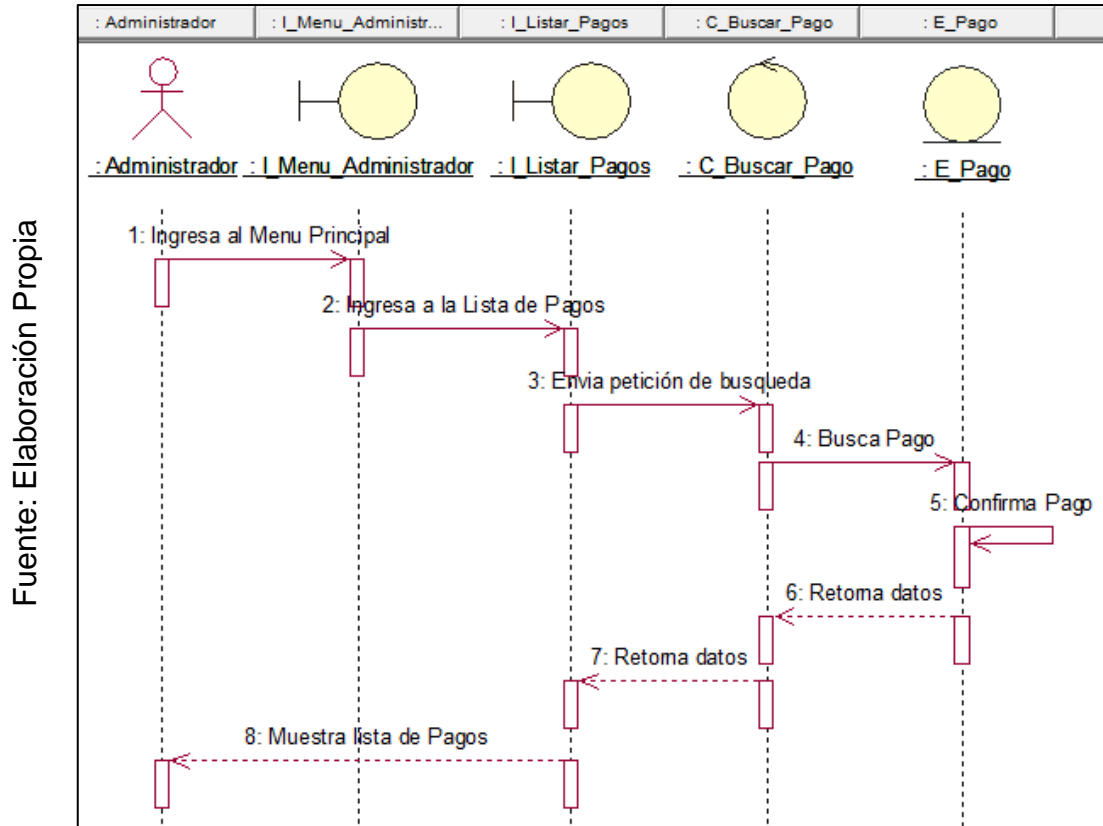 : Administrador
: I_Menu_Administr...
: I_Listar_Pagos
: C_Buscar_Pago
: E_Pago
: Administrador
: I_Menu_Administrador
: I_Listar_Pagos
: C_Buscar_Pago
: E_Pago
1: Ingresa al Menu Principal
2: Ingresa a la Lista de Pagos
3: Envia petición de busqueda
4: Busca Pago
5: Confirma Pago
6: Retorna datos
7: Retorna datos
8: Muestra lista de Pagos
Fuente: Elaboración Propia